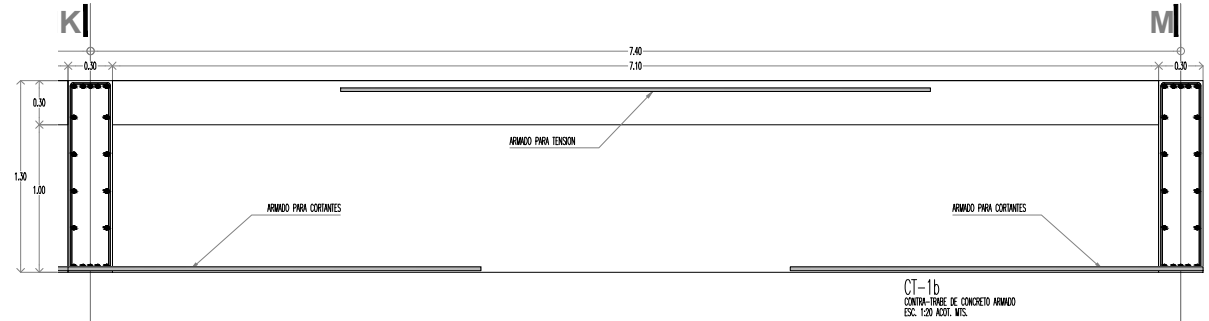 K
M
7.40
0.30
7.10
0.30
0.30
1.30
1.00
ARMADO PARA TENSION
ARMADO PARA CORTANTES
ARMADO PARA CORTANTES
CT-1b
CONTRA-TRABE DE CONCRETO ARMADO
ESC. 1:20 ACOT. MTS.